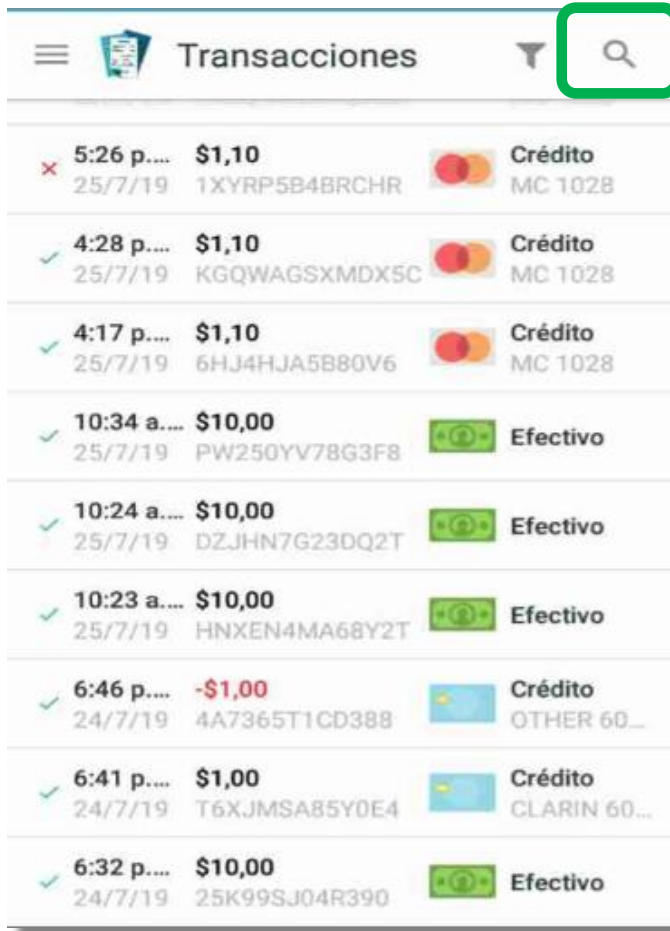 Transacciones
5:26 p.... $1,10 Crédito
25/7/19 1XYRP5B4BRCHR MC 1028
4:28 p.... $1,10 Crédito
25/7/19 KGQWAGSXMDX5C MC 1028
4:17 p.... $1,10 Crédito
25/7/19 6HJ4HJA5B80V6 MC 1028
10:34 a.... $10,00 Efectivo
25/7/19 PW250YV78G3F8
10:24 a.... $10,00 Efectivo
25/7/19 DZJHN7G23DQ2T
10:23 a.... $10,00 Efectivo
25/7/19 HNXEN4MA68Y2T
6:46 p.... -$1,00 Crédito
24/7/19 4A7365T1CD388 OTHER 60...
6:41 p.... $1,00 Crédito
24/7/19 T6XJMSA85Y0E4 CLARIN 60...
6:32 p.... $10,00 Efectivo
24/7/19 25K99SJ04R390